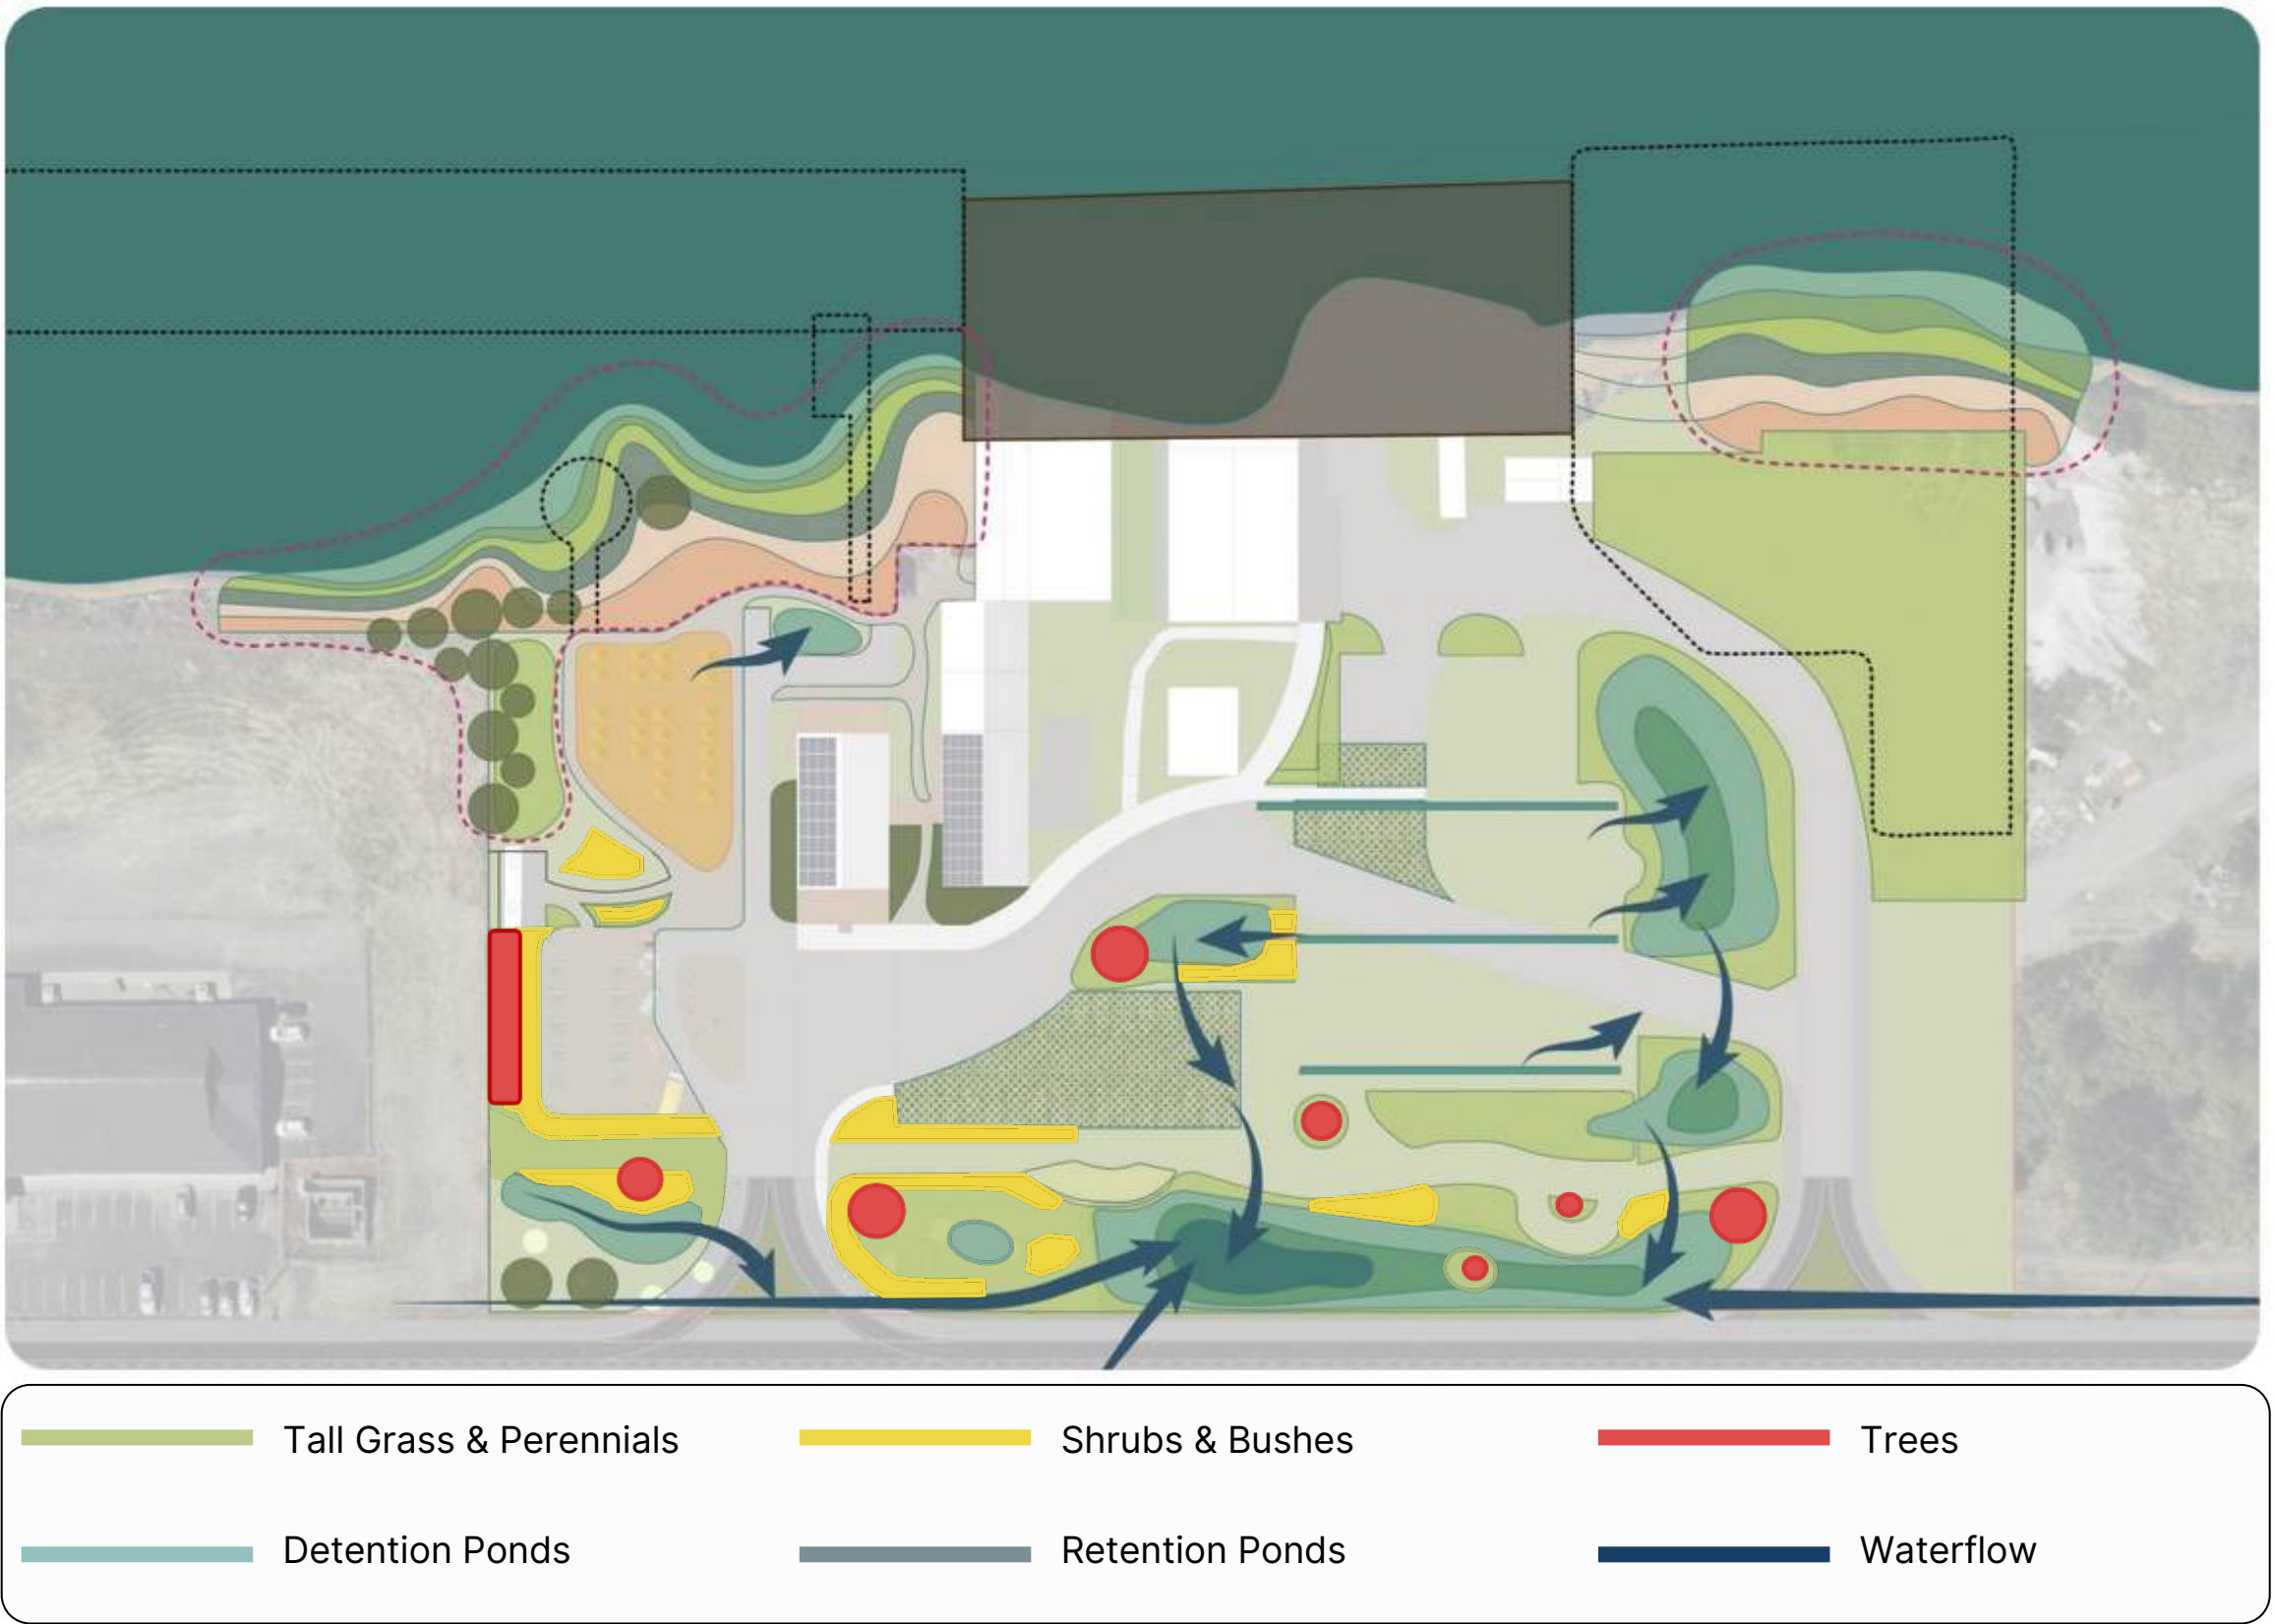 Tall Grass & Perennials
Shrubs & Bushes
Trees
Detention Ponds
Retention Ponds
Waterflow